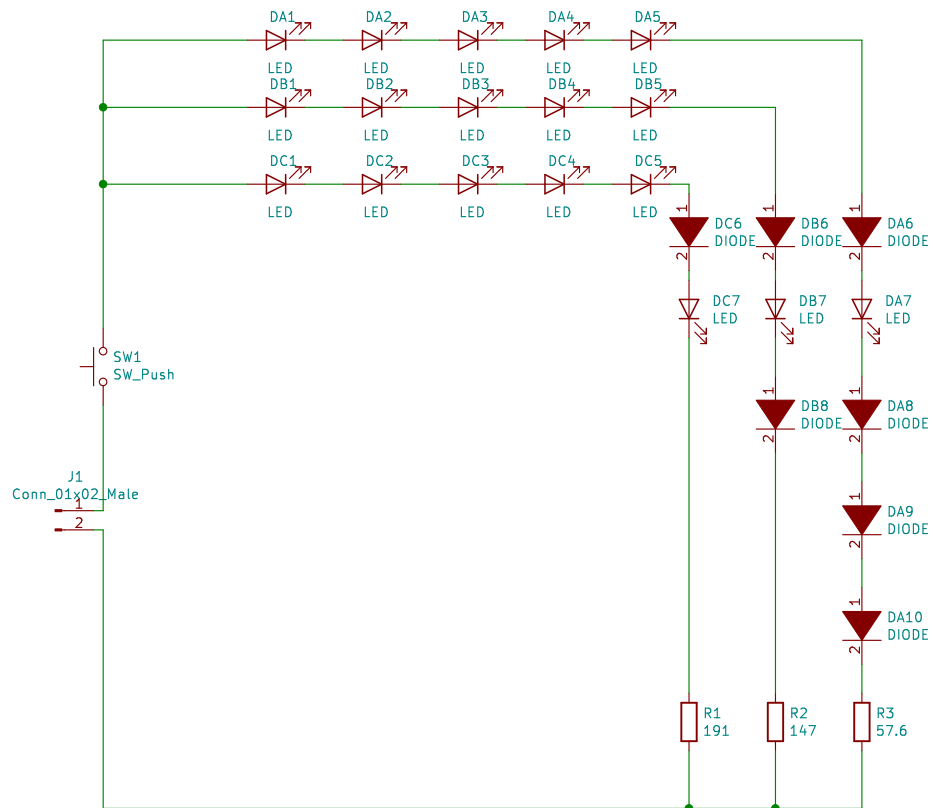 DA1 DA2 DA3 DA4 DA5
LED LED LED LED LED
DB1 DB2 DB3 DB4 DB5
LED LED LED LED LED
DC1 DC2 DC3 DC4 DC5
LED LED LED LED LED
1 1 1
DC6 DB6 DA6
DIODE DIODE DIODE
2 2 2
DC7 DB7 DA7
LED LED LED
SW1
SW_Push
1 1
DB8 DA8
DIODE DIODE
2 2
J1
Conn_01x02_Male
1
2
1
DA9
DIODE
2
1
DA10
DIODE
2
R1 R2 R3
191 147 57.6